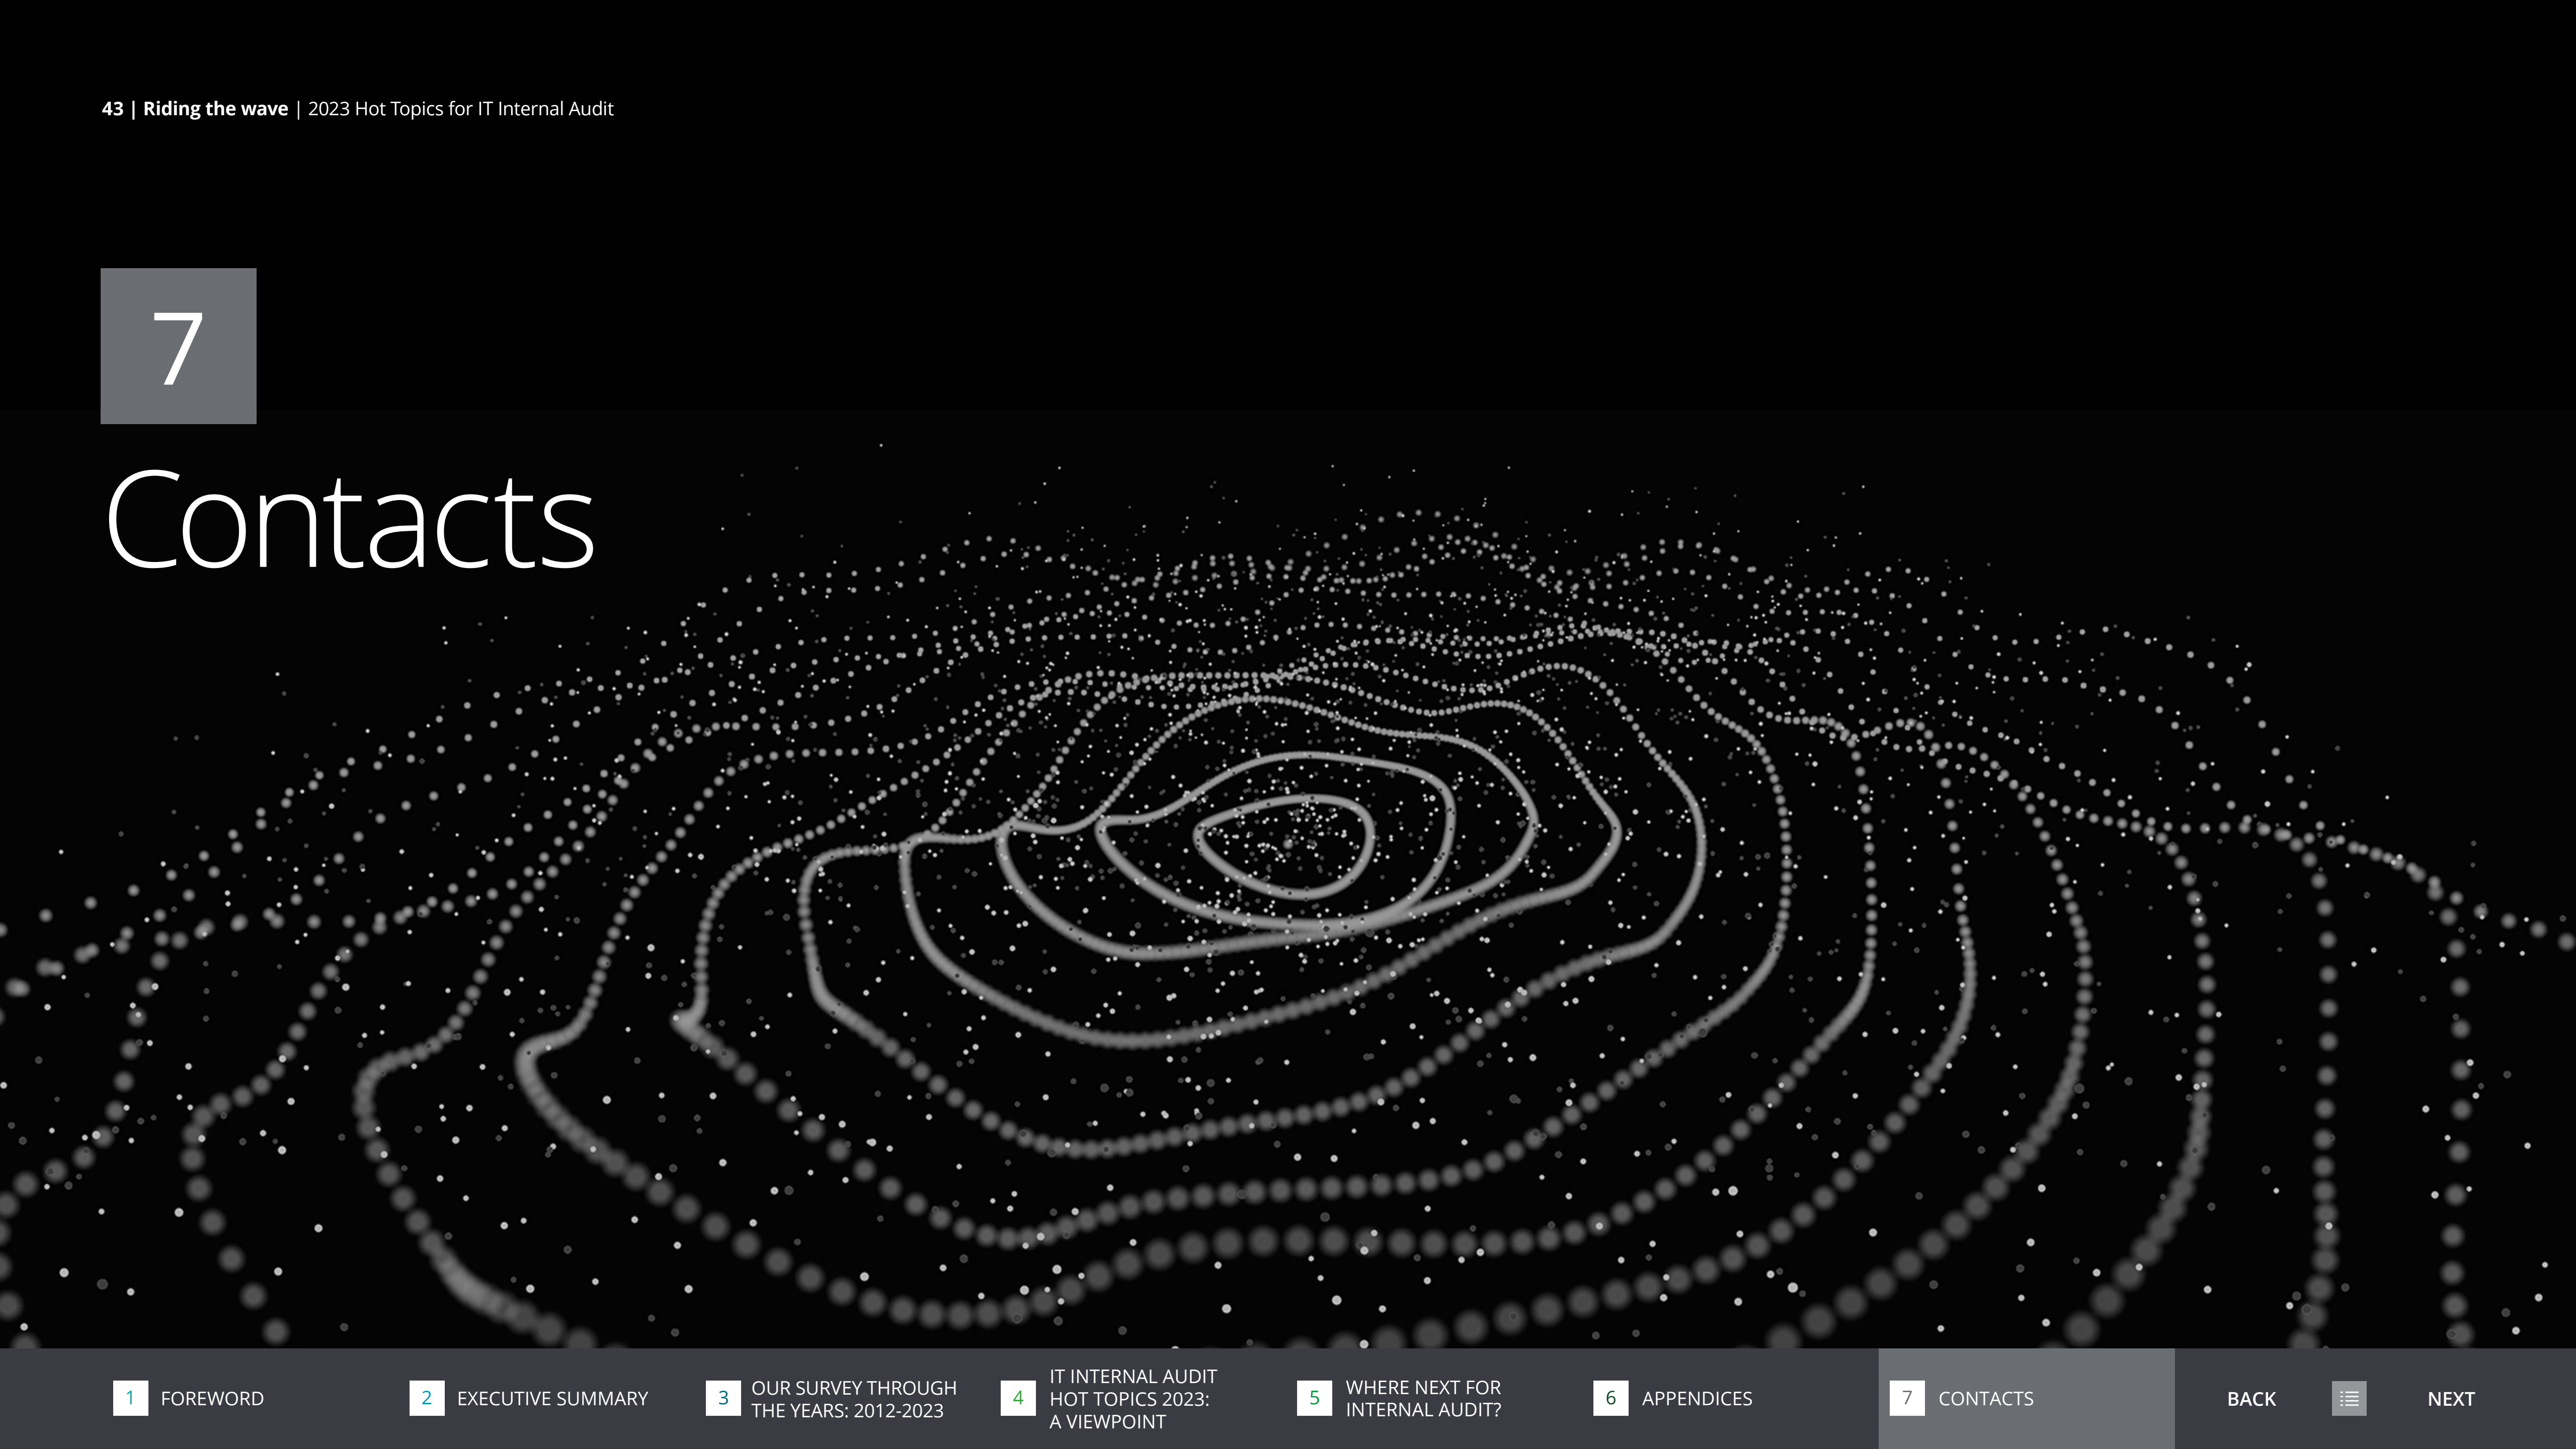 43 | Riding the wave | 2023 Hot Topics for IT Internal Audit
7
Contacts
1 FOREWORD
2 EXECUTIVE SUMMARY
3 OUR SURVEY THROUGH
THE YEARS: 2012-2023
4 IT INTERNAL AUDIT
HOT TOPICS 2023:
A VIEWPOINT
5 WHERE NEXT FOR
INTERNAL AUDIT?
6 APPENDICES
7 CONTACTS
BACK
NEXT